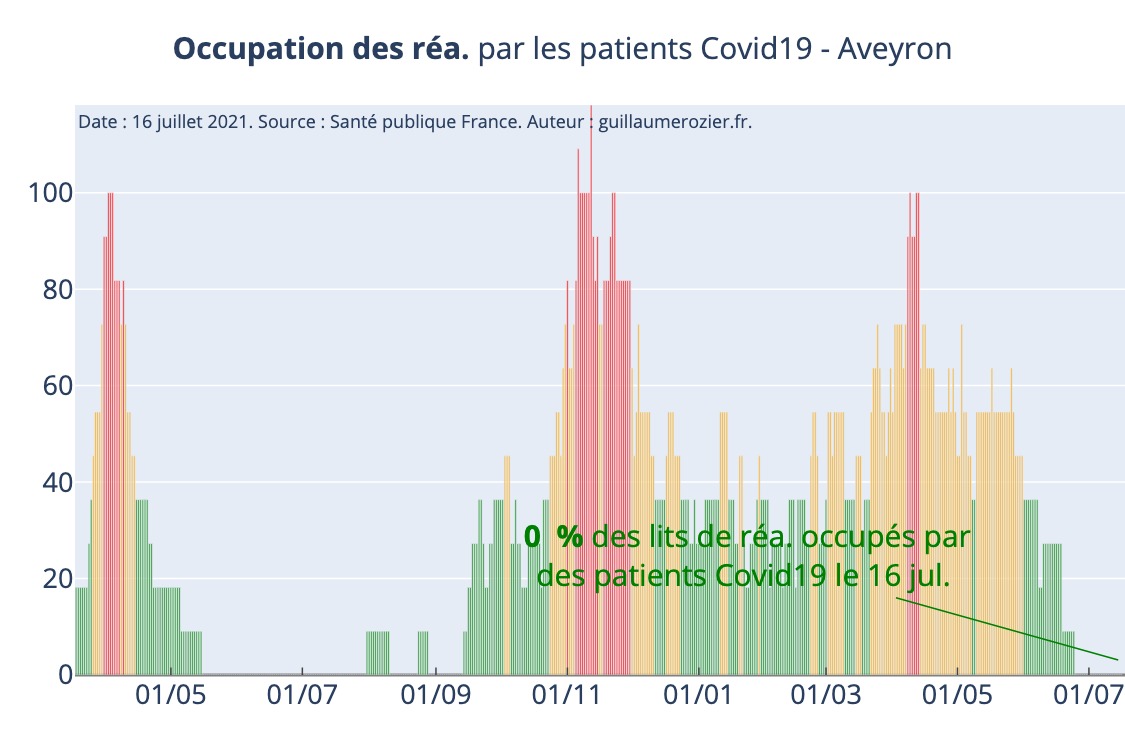 Occupation des réa. par les patients Covid19 - Aveyron
Date : 16 juillet 2021. Source : Santé publique France. Auteur : guillaumerozier.fr.
100
80
60
40
20
0
0 % des lits de réa. occupés par
des patients Covid19 le 16 jul.
01/05 01/07 01/09 01/11 01/01 01/03 01/05 01/07